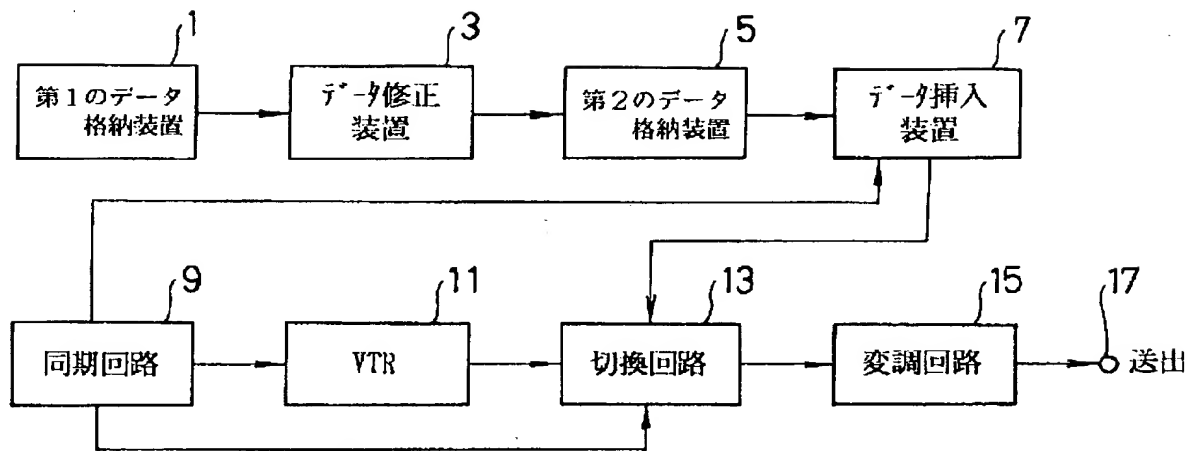 1
3
5
7
第1のデータ
格納装置
データ修正
装置
第2のデータ
格納装置
データ挿入
装置
9
11
13
15
17
同期回路
VTR
切換回路
変調回路
送出